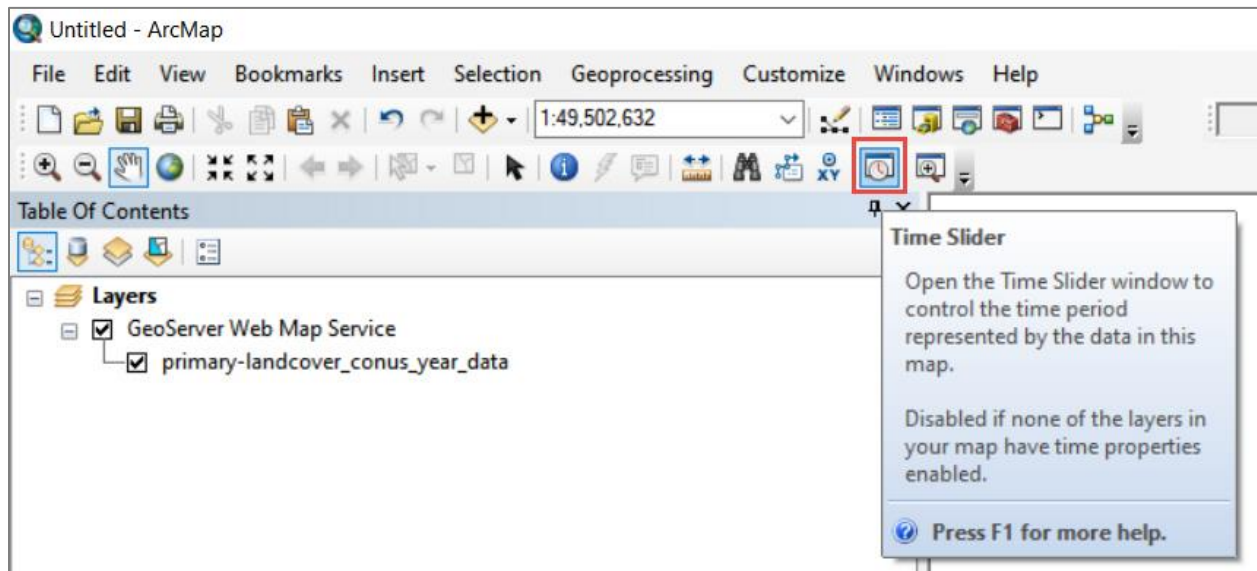 Untitled - ArcMap
File Edit View Bookmarks Insert Selection Geoprocessing Customize Windows Help
1:49,502,632
XY
Table Of Contents
Time Slider
Open the Time Slider window to
control the time period
represented by the data in this
map.
Disabled if none of the layers in
your map have time properties
enabled.
Press F1 for more help.
Layers
GeoServer Web Map Service
primary-landcover_conus_year_data